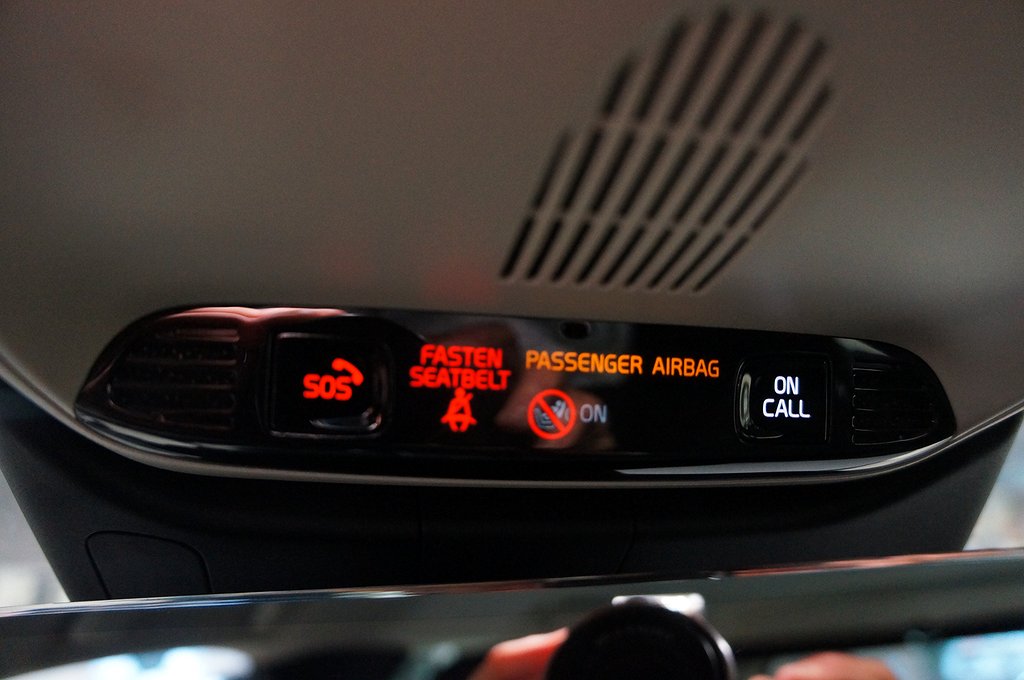 SOS
FASTEN
SEATBELT
PASSENGER AIRBAG
ON
ON
CALL